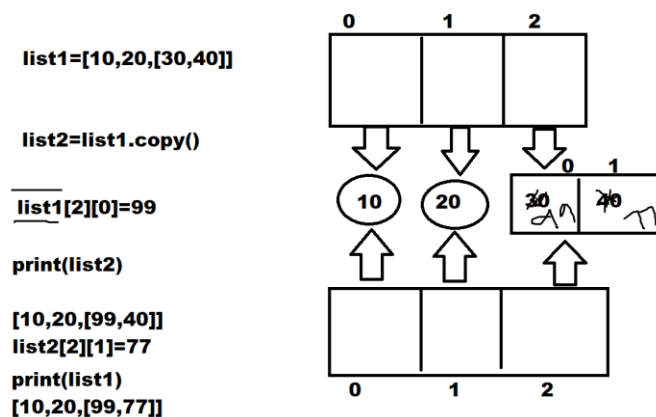 0 1 2
list1=[10,20,[30,40]]
list2=list1.copy()
0 1
list1[2][0]=99
10 20 30 99 40 77
print(list2)
[10,20,[99,40]]
list2[2][1]=77
print(list1)
0 1 2
[10,20,[99,77]]